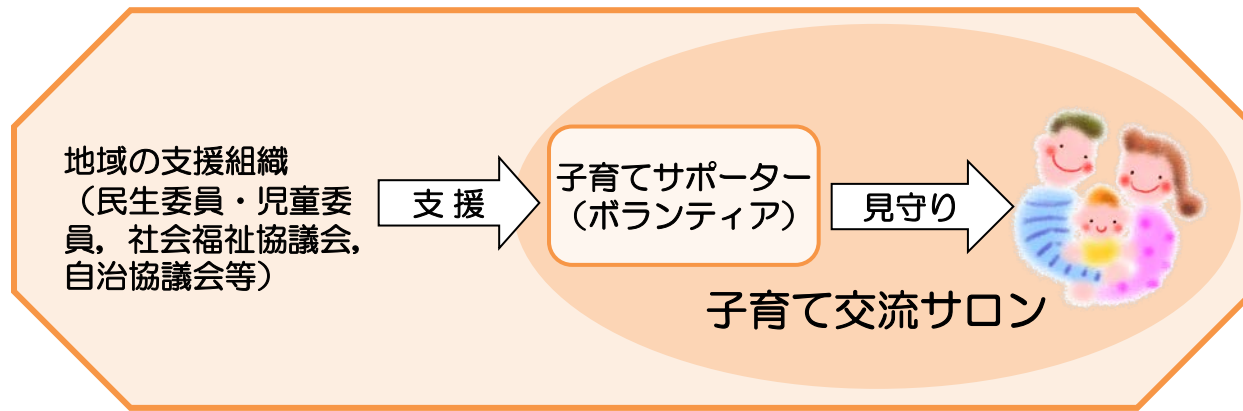 地域の支援組織
（民生委員・児童委
員，社会福祉協議会，
自治協議会等）
支 援
子育てサポーター
（ボランティア）
見守り
子育て交流サロン